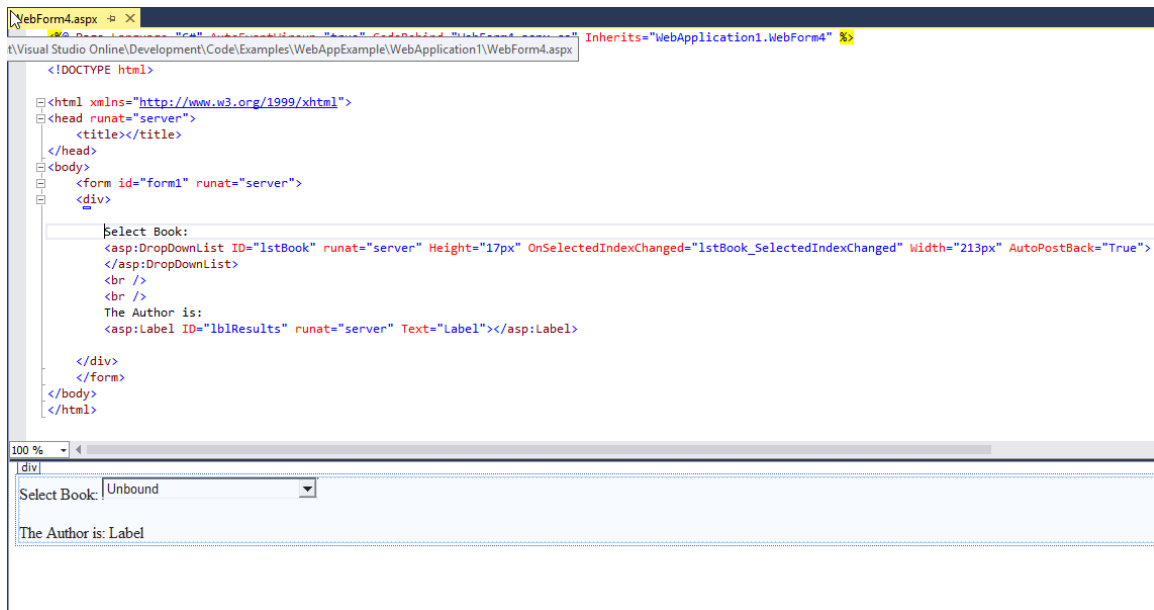 WebForm4.aspx
Inherits="WebApplication1.WebForm4" %>
t\Visual Studio Online\Development\Code\Examples\WebAppExample\WebApplication1\WebForm4.aspx
<!DOCTYPE html>
<html xmlns="http://www.w3.org/1999/xhtml">
<head runat="server">
<title></title>
</head>
<body>
<form id="form1" runat="server">
<div>
Select Book:
<asp:DropDownList ID="lstBook" runat="server" Height="17px" OnSelectedIndexChanged="lstBook_SelectedIndexChanged" Width="213px" AutoPostBack="True">
</asp:DropDownList>
<br />
<br />
The Author is:
<asp:Label ID="lblResults" runat="server" Text="Label"></asp:Label>
</div>
</form>
</body>
</html>
100 %
div
Select Book: Unbound
The Author is: Label